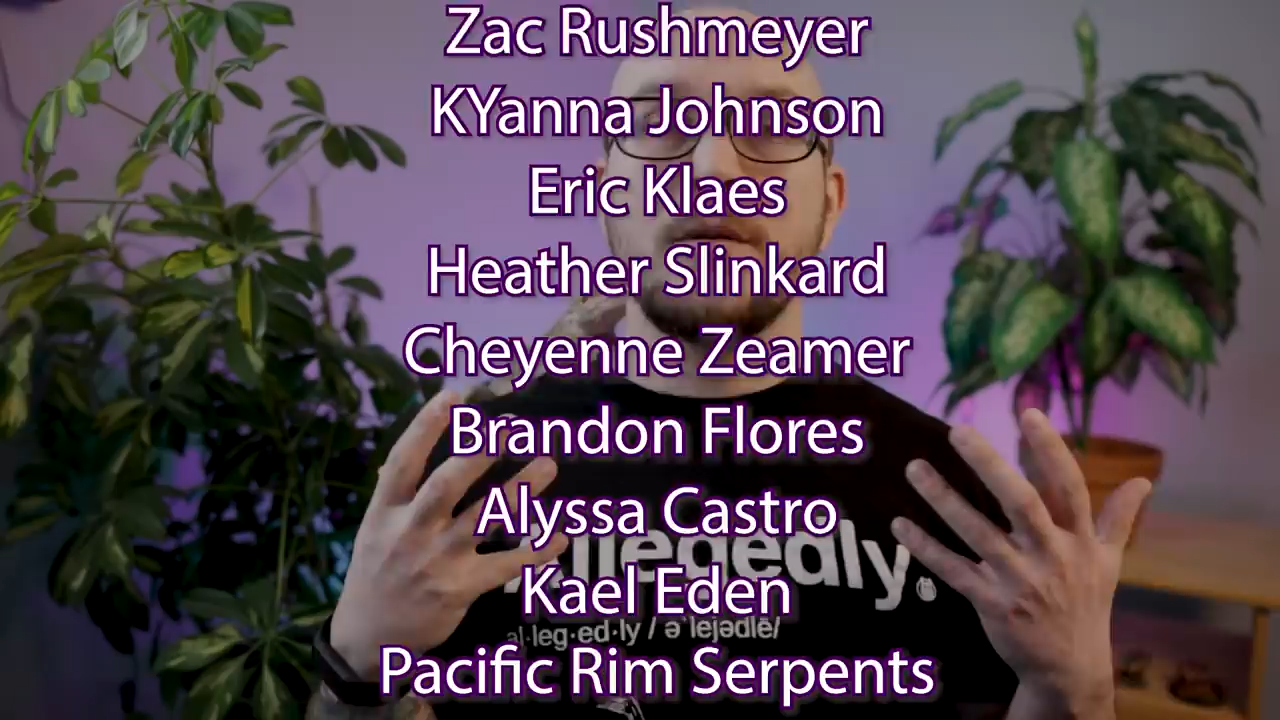 Zac Rushmeyer
KYanna Johnson
Eric Klaes
Heather Slinkard
Cheyenne Zeamer
Brandon Flores
Alyssa Castro
Allegedly.
Kael Eden
al·leg·ed·ly / ə'lejədlē/
Pacific Rim Serpents